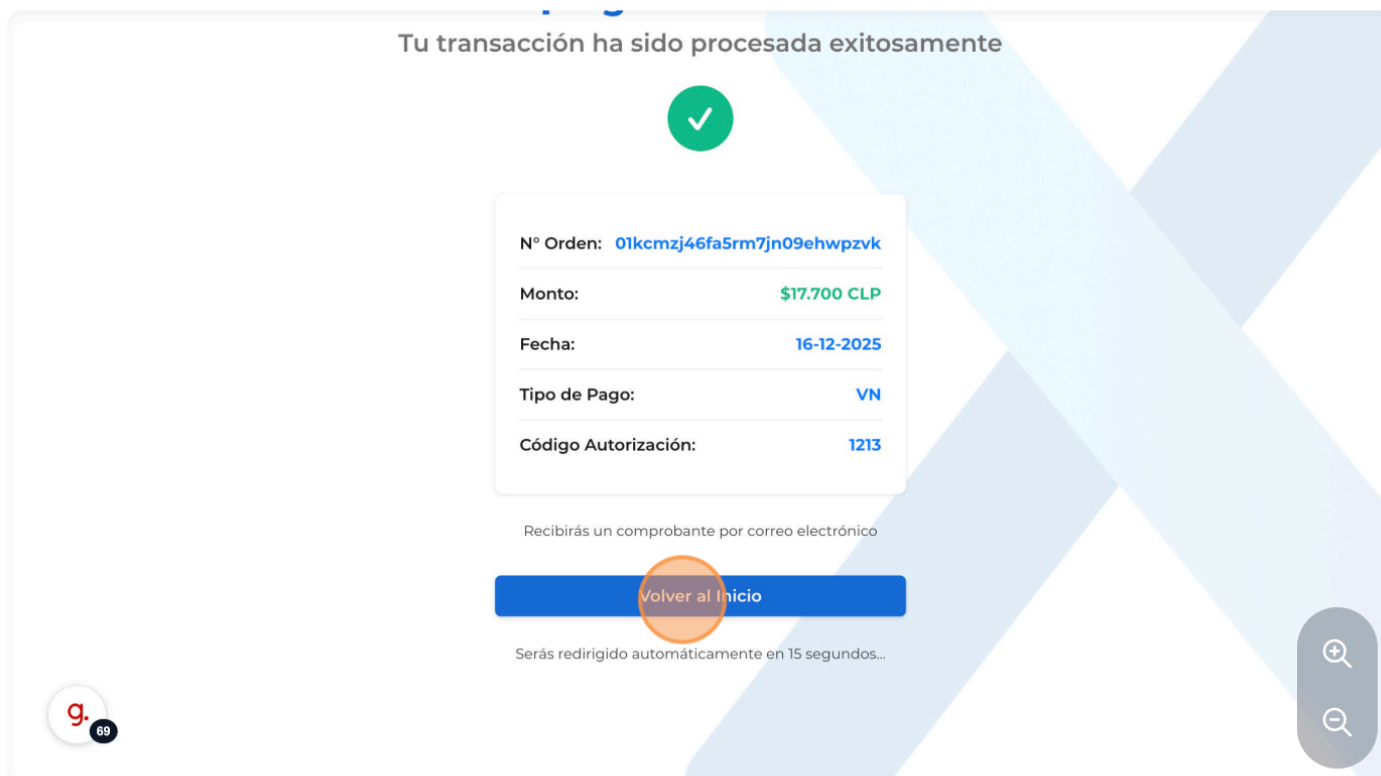 Tu transacción ha sido procesada exitosamente
N° Orden: 01kcmzj46fa5rm7jn09ehwpzvk
Monto: $17.700 CLP
Fecha: 16-12-2025
Tipo de Pago: VN
Código Autorización: 1213
Recibirás un comprobante por correo electrónico
Volver al Inicio
Serás redirigido automáticamente en 15 segundos...
g.
69